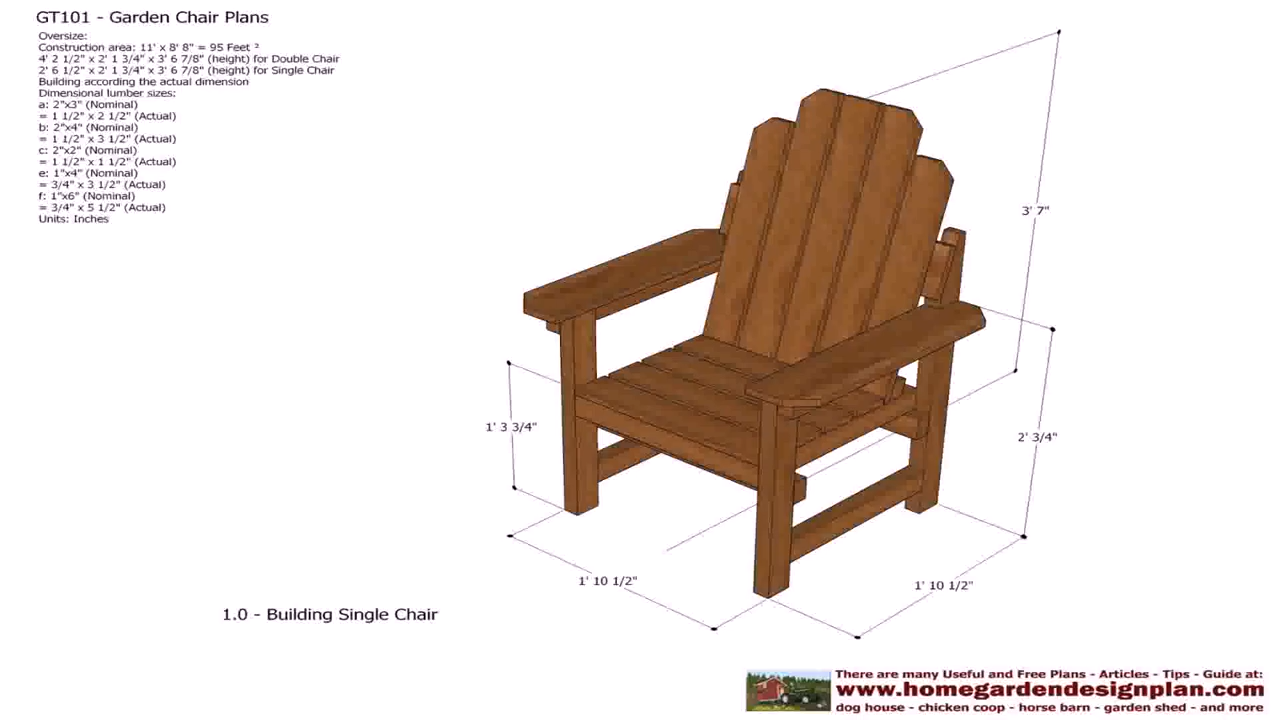 GT101 - Garden Chair Plans
Oversize:
Construction area: 11' x 8' 8" = 95 Feet ²
4' 2 1/2" x 2' 1 3/4" x 3' 6 7/8" (height) for Double Chair
2' 6 1/2" x 2' 1 3/4" x 3' 6 7/8" (height) for Single Chair
Building according the actual dimension
Dimensional lumber sizes:
a: 2"x3" (Nominal)
= 1 1/2" x 2 1/2" (Actual)
b: 2"x4" (Nominal)
= 1 1/2" x 3 1/2" (Actual)
c: 2"x2" (Nominal)
= 1 1/2" x 1 1/2" (Actual)
e: 1"x4" (Nominal)
= 3/4" x 3 1/2" (Actual)
f: 1"x6" (Nominal)
= 3/4" x 5 1/2" (Actual)
Units: Inches
3' 7"
1' 3 3/4"
2' 3/4"
1' 10 1/2"
1' 10 1/2"
1.0 - Building Single Chair
There are many Useful and Free Plans - Articles - Tips - Guide at:
www.homegardendesignplan.com
dog house - chicken coop - horse barn - garden shed - and more